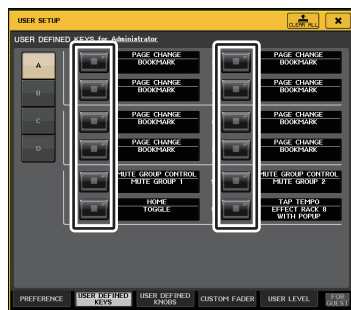 USER SETUP
CLEAR ALL
USER DEFINED KEYS for Administrator
A
B
C
D
PAGE CHANGE
BOOKMARK
PAGE CHANGE
BOOKMARK
PAGE CHANGE
BOOKMARK
PAGE CHANGE
BOOKMARK
PAGE CHANGE
BOOKMARK
PAGE CHANGE
BOOKMARK
PAGE CHANGE
BOOKMARK
PAGE CHANGE
BOOKMARK
MUTE GROUP CONTROL
MUTE GROUP 1
MUTE GROUP CONTROL
MUTE GROUP 2
HOME
TOGGLE
TAP TEMPO
EFFECT RACK 8
WITH POPUP
PREFERENCE
USER DEFINED
KEYS
USER DEFINED
KNOBS
CUSTOM FADER
USER LEVEL
FOR
GUEST